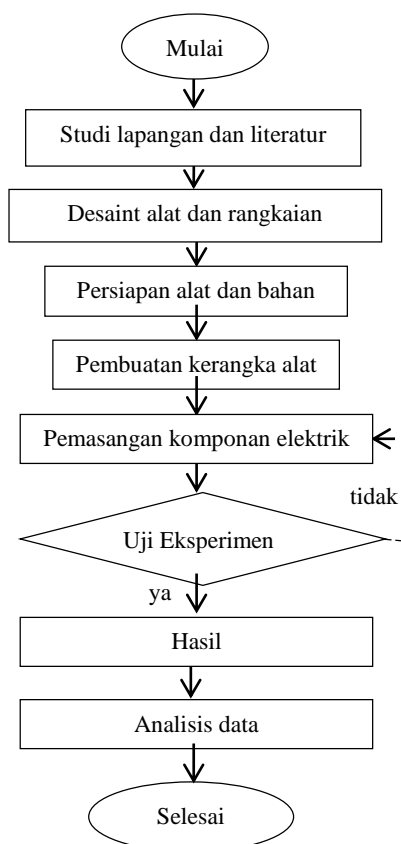 Mulai
Studi lapangan dan literatur
Desaint alat dan rangkaian
Persiapan alat dan bahan
Pembuatan kerangka alat
Pemasangan komponan elektrik
tidak
Uji Eksperimen
ya
Hasil
Analisis data
Selesai